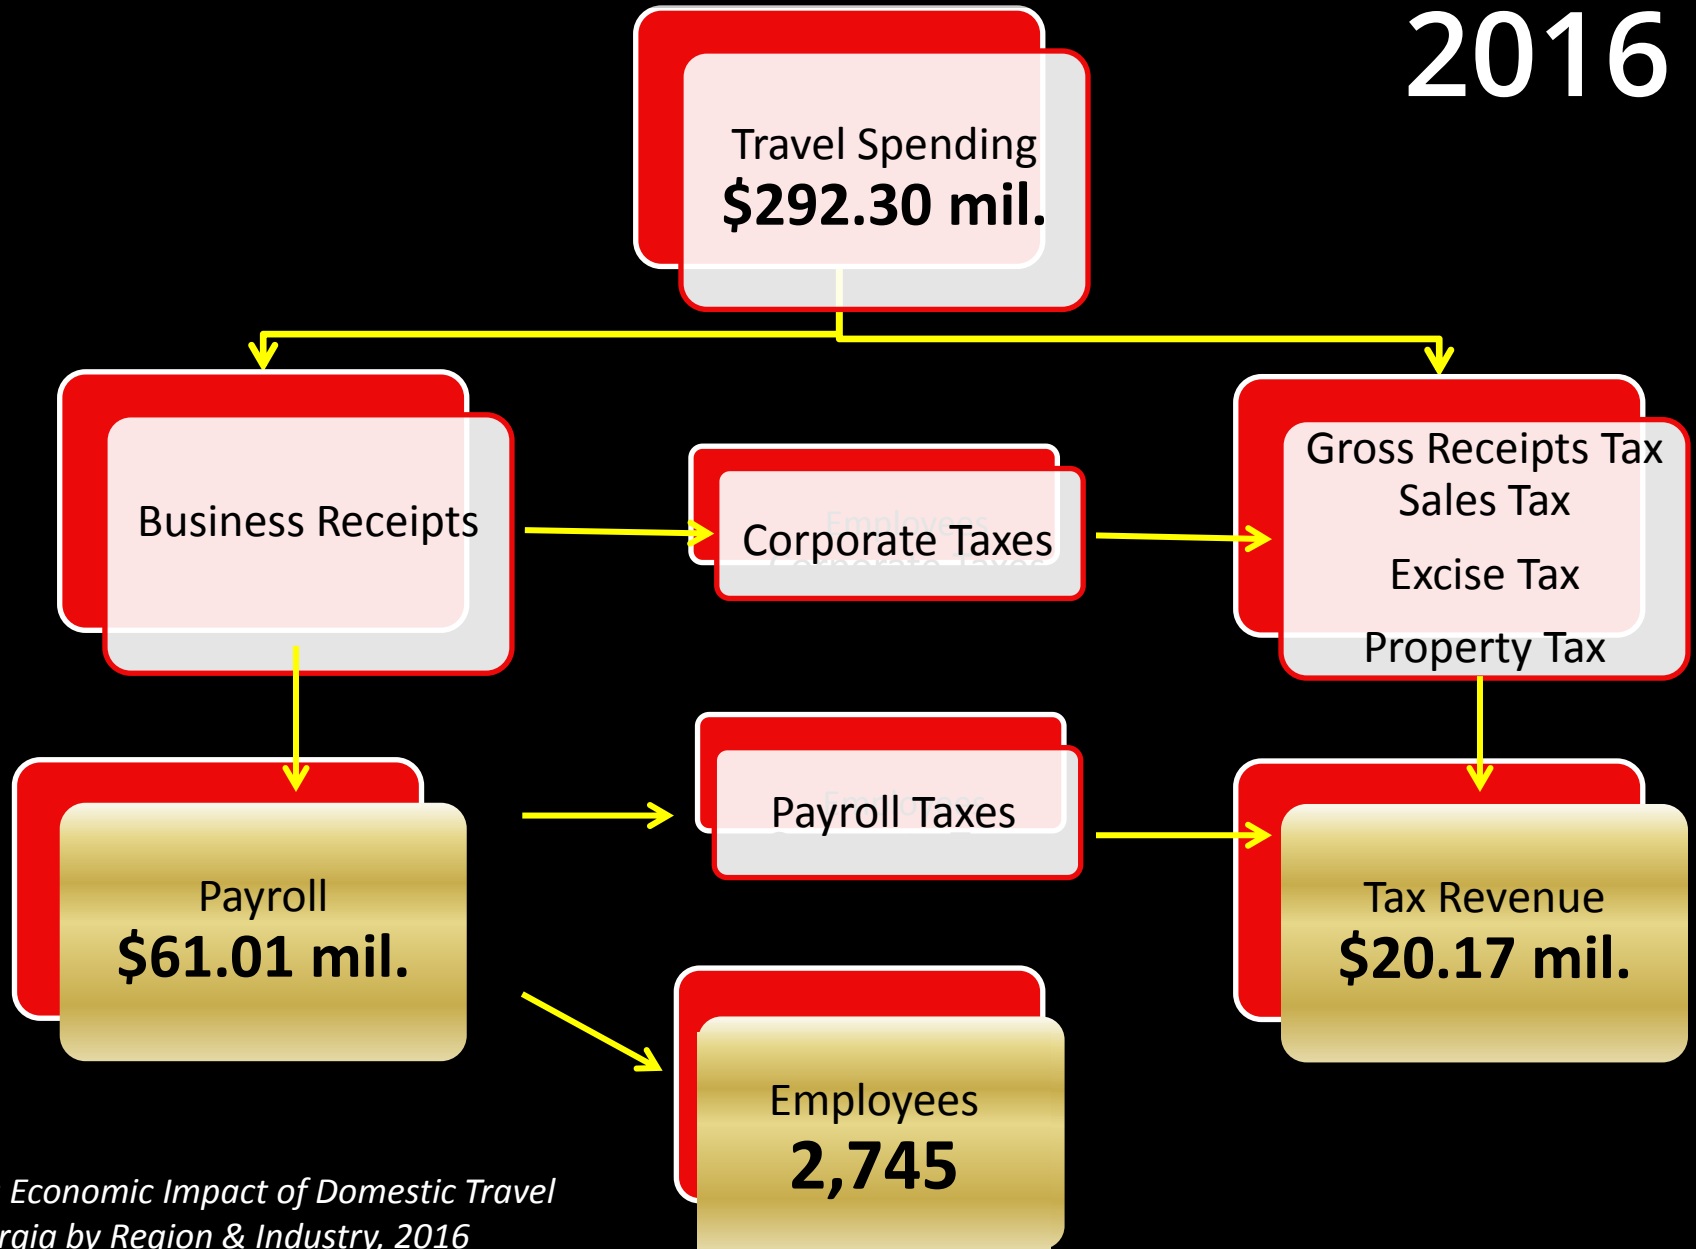 2016
Travel Spending
$292.30 mil.
Business Receipts
Corporate Taxes
Gross Receipts Tax
Sales Tax
Excise Tax
Property Tax
Payroll Taxes
Payroll
$61.01 mil.
Tax Revenue
$20.17 mil.
Employees
2,745
Economic Impact of Domestic Travel
by Region & Industry, 2016